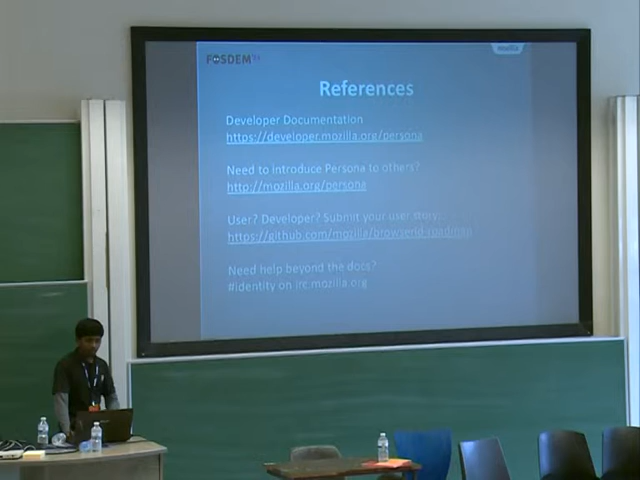 FOSDEM
mozilla
References
Developer Documentation
https://developer.mozilla.org/persona
Need to introduce Persona to others?
http://mozilla.org/persona
User? Developer? Submit your user story:
https://github.com/mozilla/browserid-roadmap
Need help beyond the docs?
#identity on irc.mozilla.org